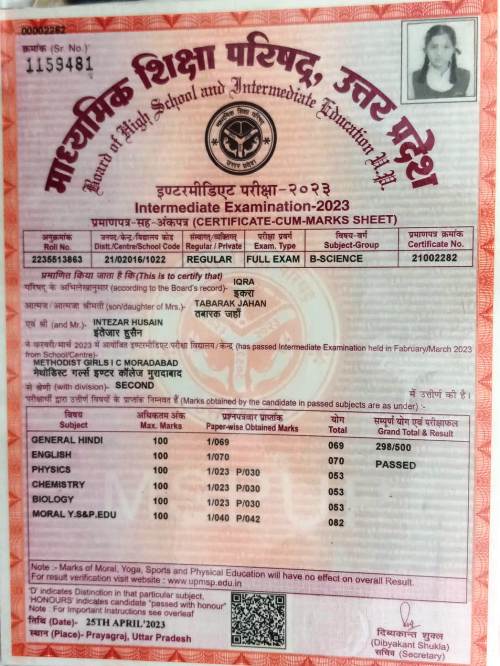 00002282
क्रमांक (Sr. No.)
1159481
माध्यमिक शिक्षा परिषद्, उत्तर प्रदेश
Board of High School and Intermediate Education U.P.
इण्टरमीडिएट परीक्षा-२०२३
Intermediate Examination-2023
प्रमाणपत्र-सह-अंकपत्र (CERTIFICATE-CUM-MARKS SHEET)
अनुक्रमांक जनपद/केन्द्र/विद्यालय कोड संस्थागत/व्यक्तिगत परीक्षा प्रवर्ग विषय-वर्ग प्रमाणपत्र क्रमांक
Roll No. Distt./Centre/School Code Regular / Private Exam. Type Subject-Group Certificate No.
2235513863 21/02016/1022 REGULAR FULL EXAM B-SCIENCE 21002282
प्रमाणित किया जाता है कि(This is to certify that)
IQRA
परिषद् के अभिलेखानुसार (according to the Board's record)- इकरा
TABARAK JAHAN
आत्मज / आत्मजा श्रीमती (son/daughter of Mrs.)- तबारक जहाँ
एवं श्री (and Mr.)- INTEZAR HUSAIN
इंतेजार हुसैन
ने फरवरी/मार्च 2023 में आयोजित इण्टरमीडिएट परीक्षा विद्यालय / केन्द्र (has passed Intermediate Examination held in Fabruary/March 2023
from School/Centre)-
METHODIST GIRLS I C MORADABAD
मेथोडिस्ट गर्ल्स इण्टर कॉलेज मुरादाबाद
से श्रेणी (with division)- SECOND में उत्तीर्ण की है।
परीक्षार्थी द्वारा उत्तीर्ण विषयों के प्राप्तांक निम्नवत हैं (Marks obtained by the candidate in passed subjects are as under) :-
विषय अधिकतम अंक प्रश्नपत्रवार प्राप्तांक योग सम्पूर्ण योग एवं परीक्षाफल
Subject Max. Marks Paper-wise Obtained Marks Total Grand Total & Result
GENERAL HINDI 100 1/069 069 298/500
ENGLISH 100 1/070 070 PASSED
PHYSICS 100 1/023 P/030 053
CHEMISTRY 100 1/023 P/030 053
BIOLOGY 100 1/023 P/030 053
MORAL Y.S&P.EDU 100 1/040 P/042 082
Note :- Marks of Moral, Yoga, Sports and Physical Education will have no effect on overall Result.
For result verification visit website : www.upmsp.edu.in
'D' indicates Distinction in that particular subject,
'HONOURS' indicates candidate "passed with honour"
Note : For Important Instructions see overleaf
तिथि (Date)- 25TH APRIL'2023
स्थान (Place)- Prayagraj, Uttar Pradesh
दिव्यकान्त शुक्ल
(Dibyakant Shukla)
सचिव (Secretary)